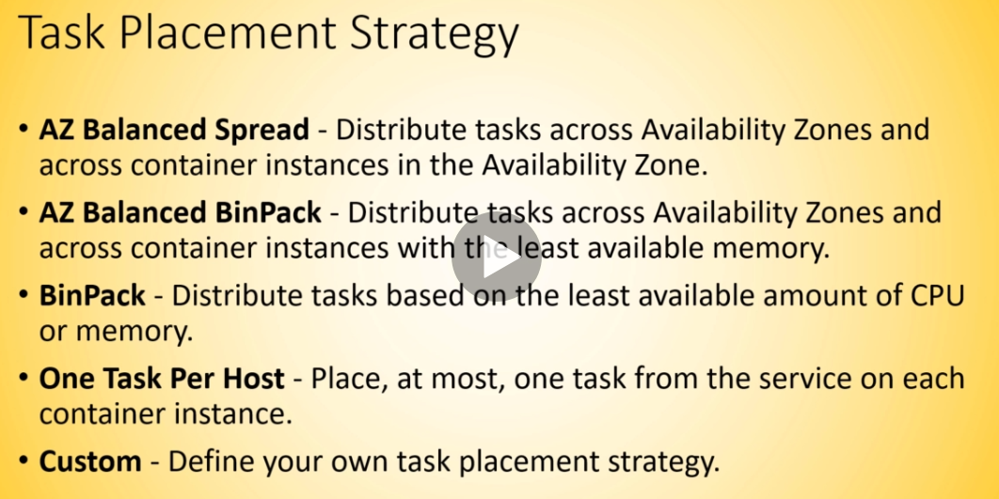 Task Placement Strategy
• AZ Balanced Spread - Distribute tasks across Availability Zones and
across container instances in the Availability Zone.
• AZ Balanced BinPack - Distribute tasks across Availability Zones and
across container instances with the least available memory.
• BinPack - Distribute tasks based on the least available amount of CPU
or memory.
• One Task Per Host - Place, at most, one task from the service on each
container instance.
• Custom - Define your own task placement strategy.